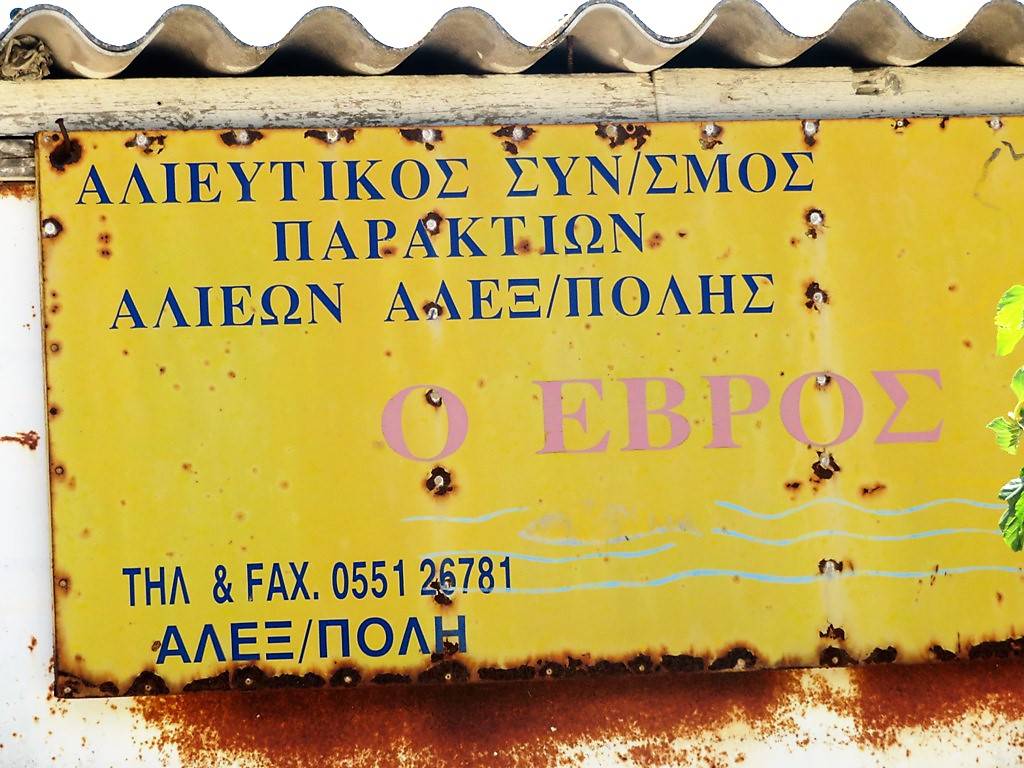 ΑΛΙΕΥΤΙΚΟΣ ΣΥΝ/ΣΜΟΣ
ΠΑΡΑΚΤΙΩΝ
ΑΛΙΕΩΝ ΑΛΕΞ/ΠΟΛΗΣ
Ο ΕΒΡΟΣ
ΤΗΛ & FAX. 0551 26781
ΑΛΕΞ/ΠΟΛΗ